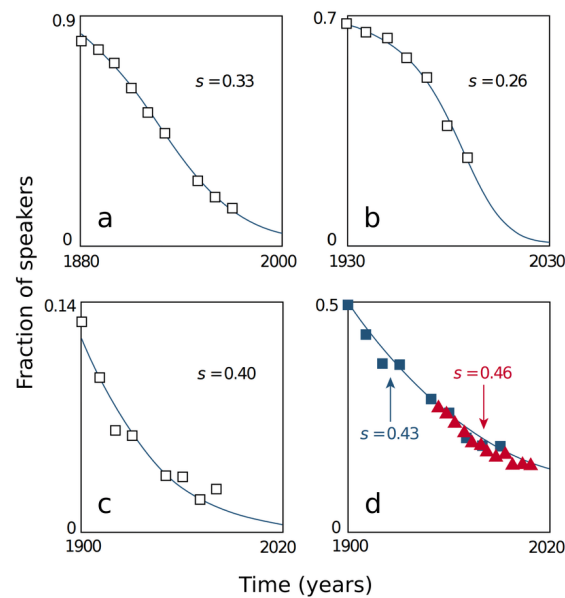 Fraction of speakers
0.9
s = 0.33
a
0
1880
2000
0.7
s = 0.26
b
0
1930
2030
0.14
s = 0.40
c
0
1900
2020
0.5
s = 0.46
s = 0.43
d
0
1900
2020
Time (years)